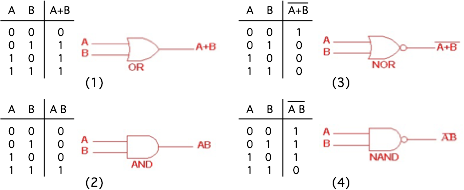 A B A+B
0 0 0
0 1 1
1 0 1
1 1 1
A
B
A+B
OR
(1)
A B A̅+̅B̅
0 0 1
0 1 0
1 0 0
1 1 0
A
B
A̅+̅B̅
NOR
(3)
A B A B
0 0 0
0 1 0
1 0 0
1 1 1
A
B
AB
AND
(2)
A B A̅ B̅
0 0 1
0 1 1
1 0 1
1 1 0
A
B
A̅B̅
NAND
(4)